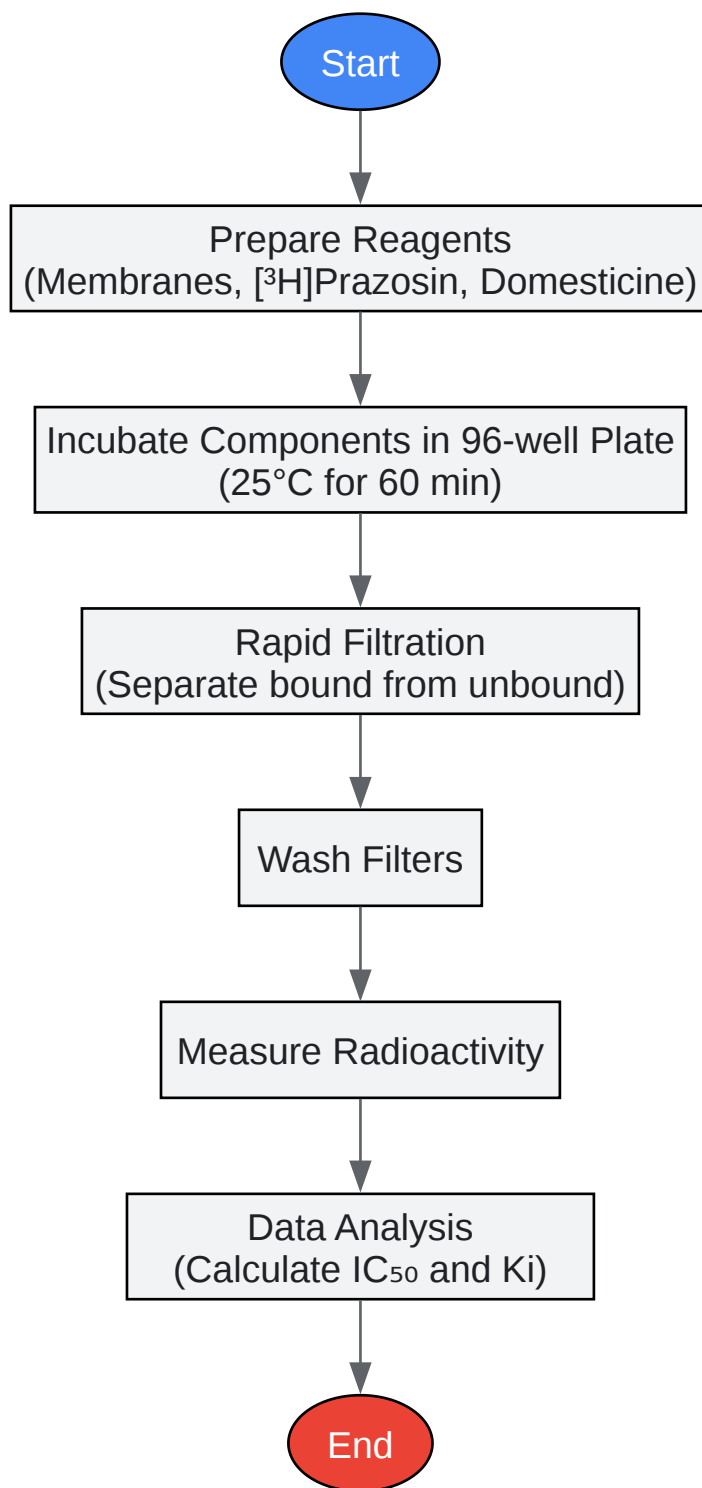 Start
Prepare Reagents
(Membranes, [³H]Prazosin, Domesticine)
Incubate Components in 96-well Plate
(25°C for 60 min)
Rapid Filtration
(Separate bound from unbound)
Wash Filters
Measure Radioactivity
Data Analysis
(Calculate IC₅₀ and Ki)
End